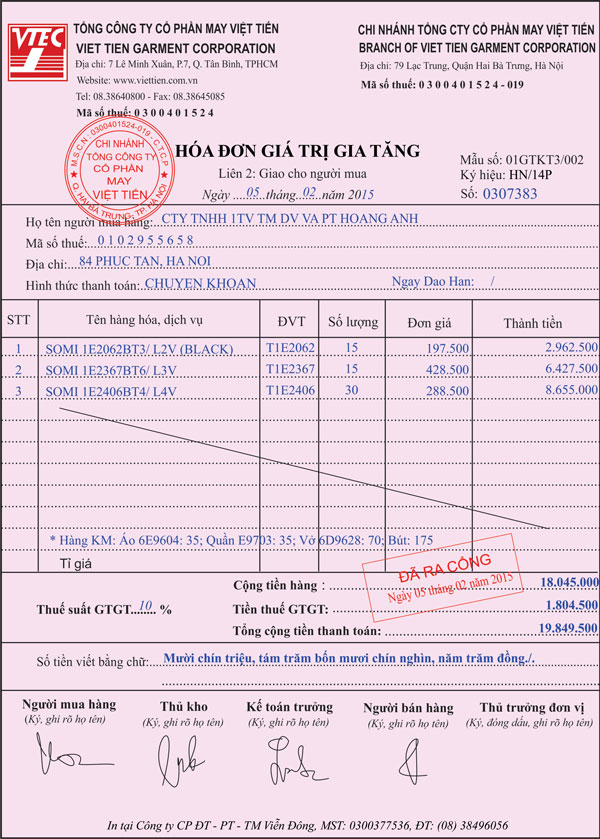 VTEC
TỔNG CÔNG TY CỔ PHẦN MAY VIỆT TIẾN
VIET TIEN GARMENT CORPORATION
Địa chỉ: 7 Lê Minh Xuân, P.7, Q. Tân Bình, TPHCM
Website: www.viettien.com.vn
Tel: 08.38640800 - Fax: 08.38645085
Mã số thuế: 0 3 0 0 4 0 1 5 2 4
CHI NHÁNH TỔNG CTY CỔ PHẦN MAY VIỆT TIẾN
BRANCH OF VIET TIEN GARMENT CORPORATION
Địa chỉ: 79 Lạc Trung, Quận Hai Bà Trưng, Hà Nội
Mã số thuế: 0 3 0 0 4 0 1 5 2 4 - 019
M.S.C.N - 0300401524-019 - C.T.C.P
CHI NHÁNH
TỔNG CÔNG TY
CỔ PHẦN
MAY
VIỆT TIẾN
Q. HAI BÀ TRƯNG, TP. HÀ NỘI
HÓA ĐƠN GIÁ TRỊ GIA TĂNG
Liên 2: Giao cho người mua
Ngày ...05...tháng...02...năm 2015
Mẫu số: 01GTKT3/002
Ký hiệu: HN/14P
Số: 0307383
Họ tên người mua hàng: CTY TNHH 1TV TM DV VA PT HOANG ANH
Mã số thuế: 0 1 0 2 9 5 5 6 5 8
Địa chỉ: 84 PHUC TAN, HA NOI
Hình thức thanh toán: CHUYEN KHOAN Ngay Dao Han: /
STT Tên hàng hóa, dịch vụ ĐVT Số lượng Đơn giá Thành tiền
1 SOMI 1E2062BT3/ L2V (BLACK) T1E2062 15 197.500 2.962.500
2 SOMI 1E2367BT6/ L3V T1E2367 15 428.500 6.427.500
3 SOMI 1E2406BT4/ L4V T1E2406 30 288.500 8.655.000
* Hàng KM: Áo 6E9604: 35; Quần E9703: 35; Vở 6D9628: 70; Bút: 175
Tỉ giá
ĐÃ RA CỔNG
Ngày 05 tháng 02 năm 2015
Cộng tiền hàng : 18.045.000
Thuế suất GTGT...10... % Tiền thuế GTGT: 1.804.500
Tổng cộng tiền thanh toán: 19.849.500
Số tiền viết bằng chữ: Mười chín triệu, tám trăm bốn mươi chín nghìn, năm trăm đồng./.
Người mua hàng Thủ kho Kế toán trưởng Người bán hàng Thủ trưởng đơn vị
(Ký, ghi rõ họ tên) (Ký, ghi rõ họ tên) (Ký, ghi rõ họ tên) (Ký, ghi rõ họ tên) (Ký, đóng dấu, ghi rõ họ tên)
In tại Công ty CP ĐT - PT - TM Viễn Đông, MST: 0300377536, ĐT: (08) 38496056